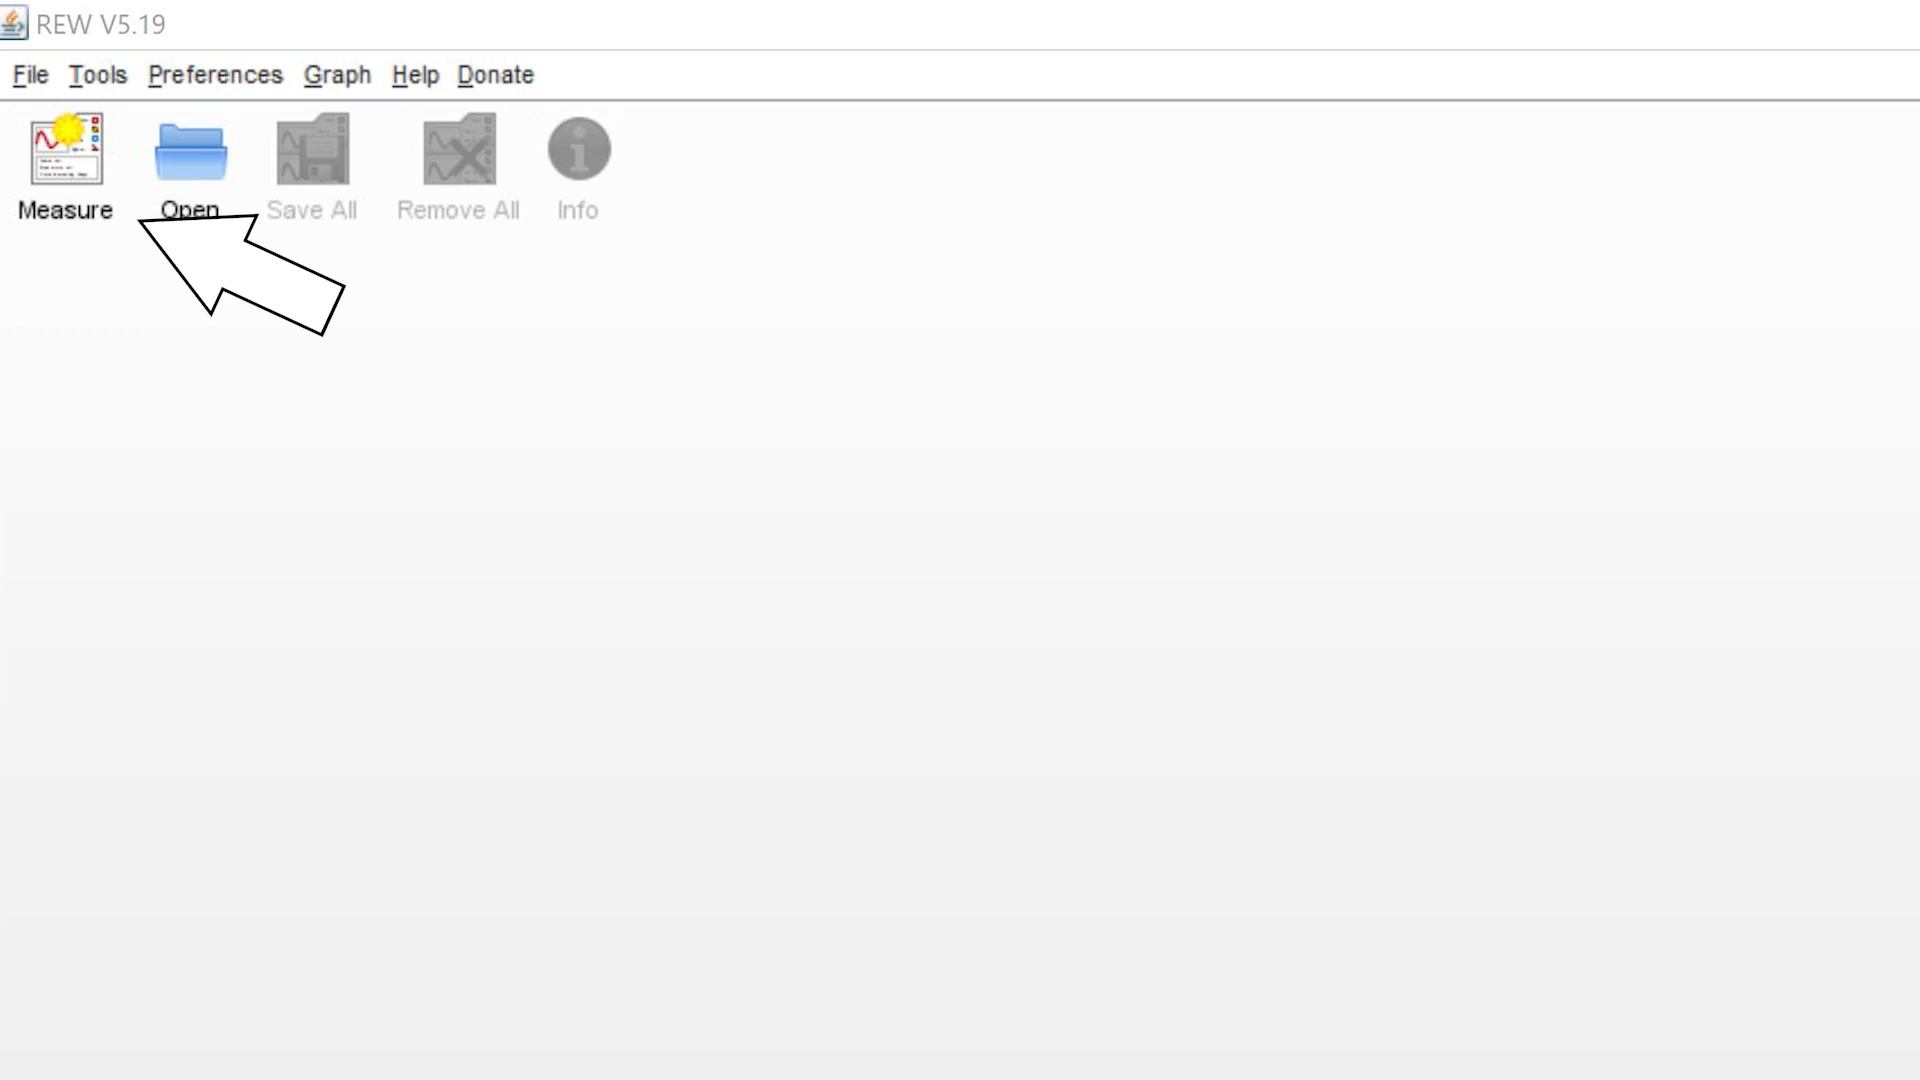 REW V5.19
File Tools Preferences Graph Help Donate
Measure Open Save All Remove All Info